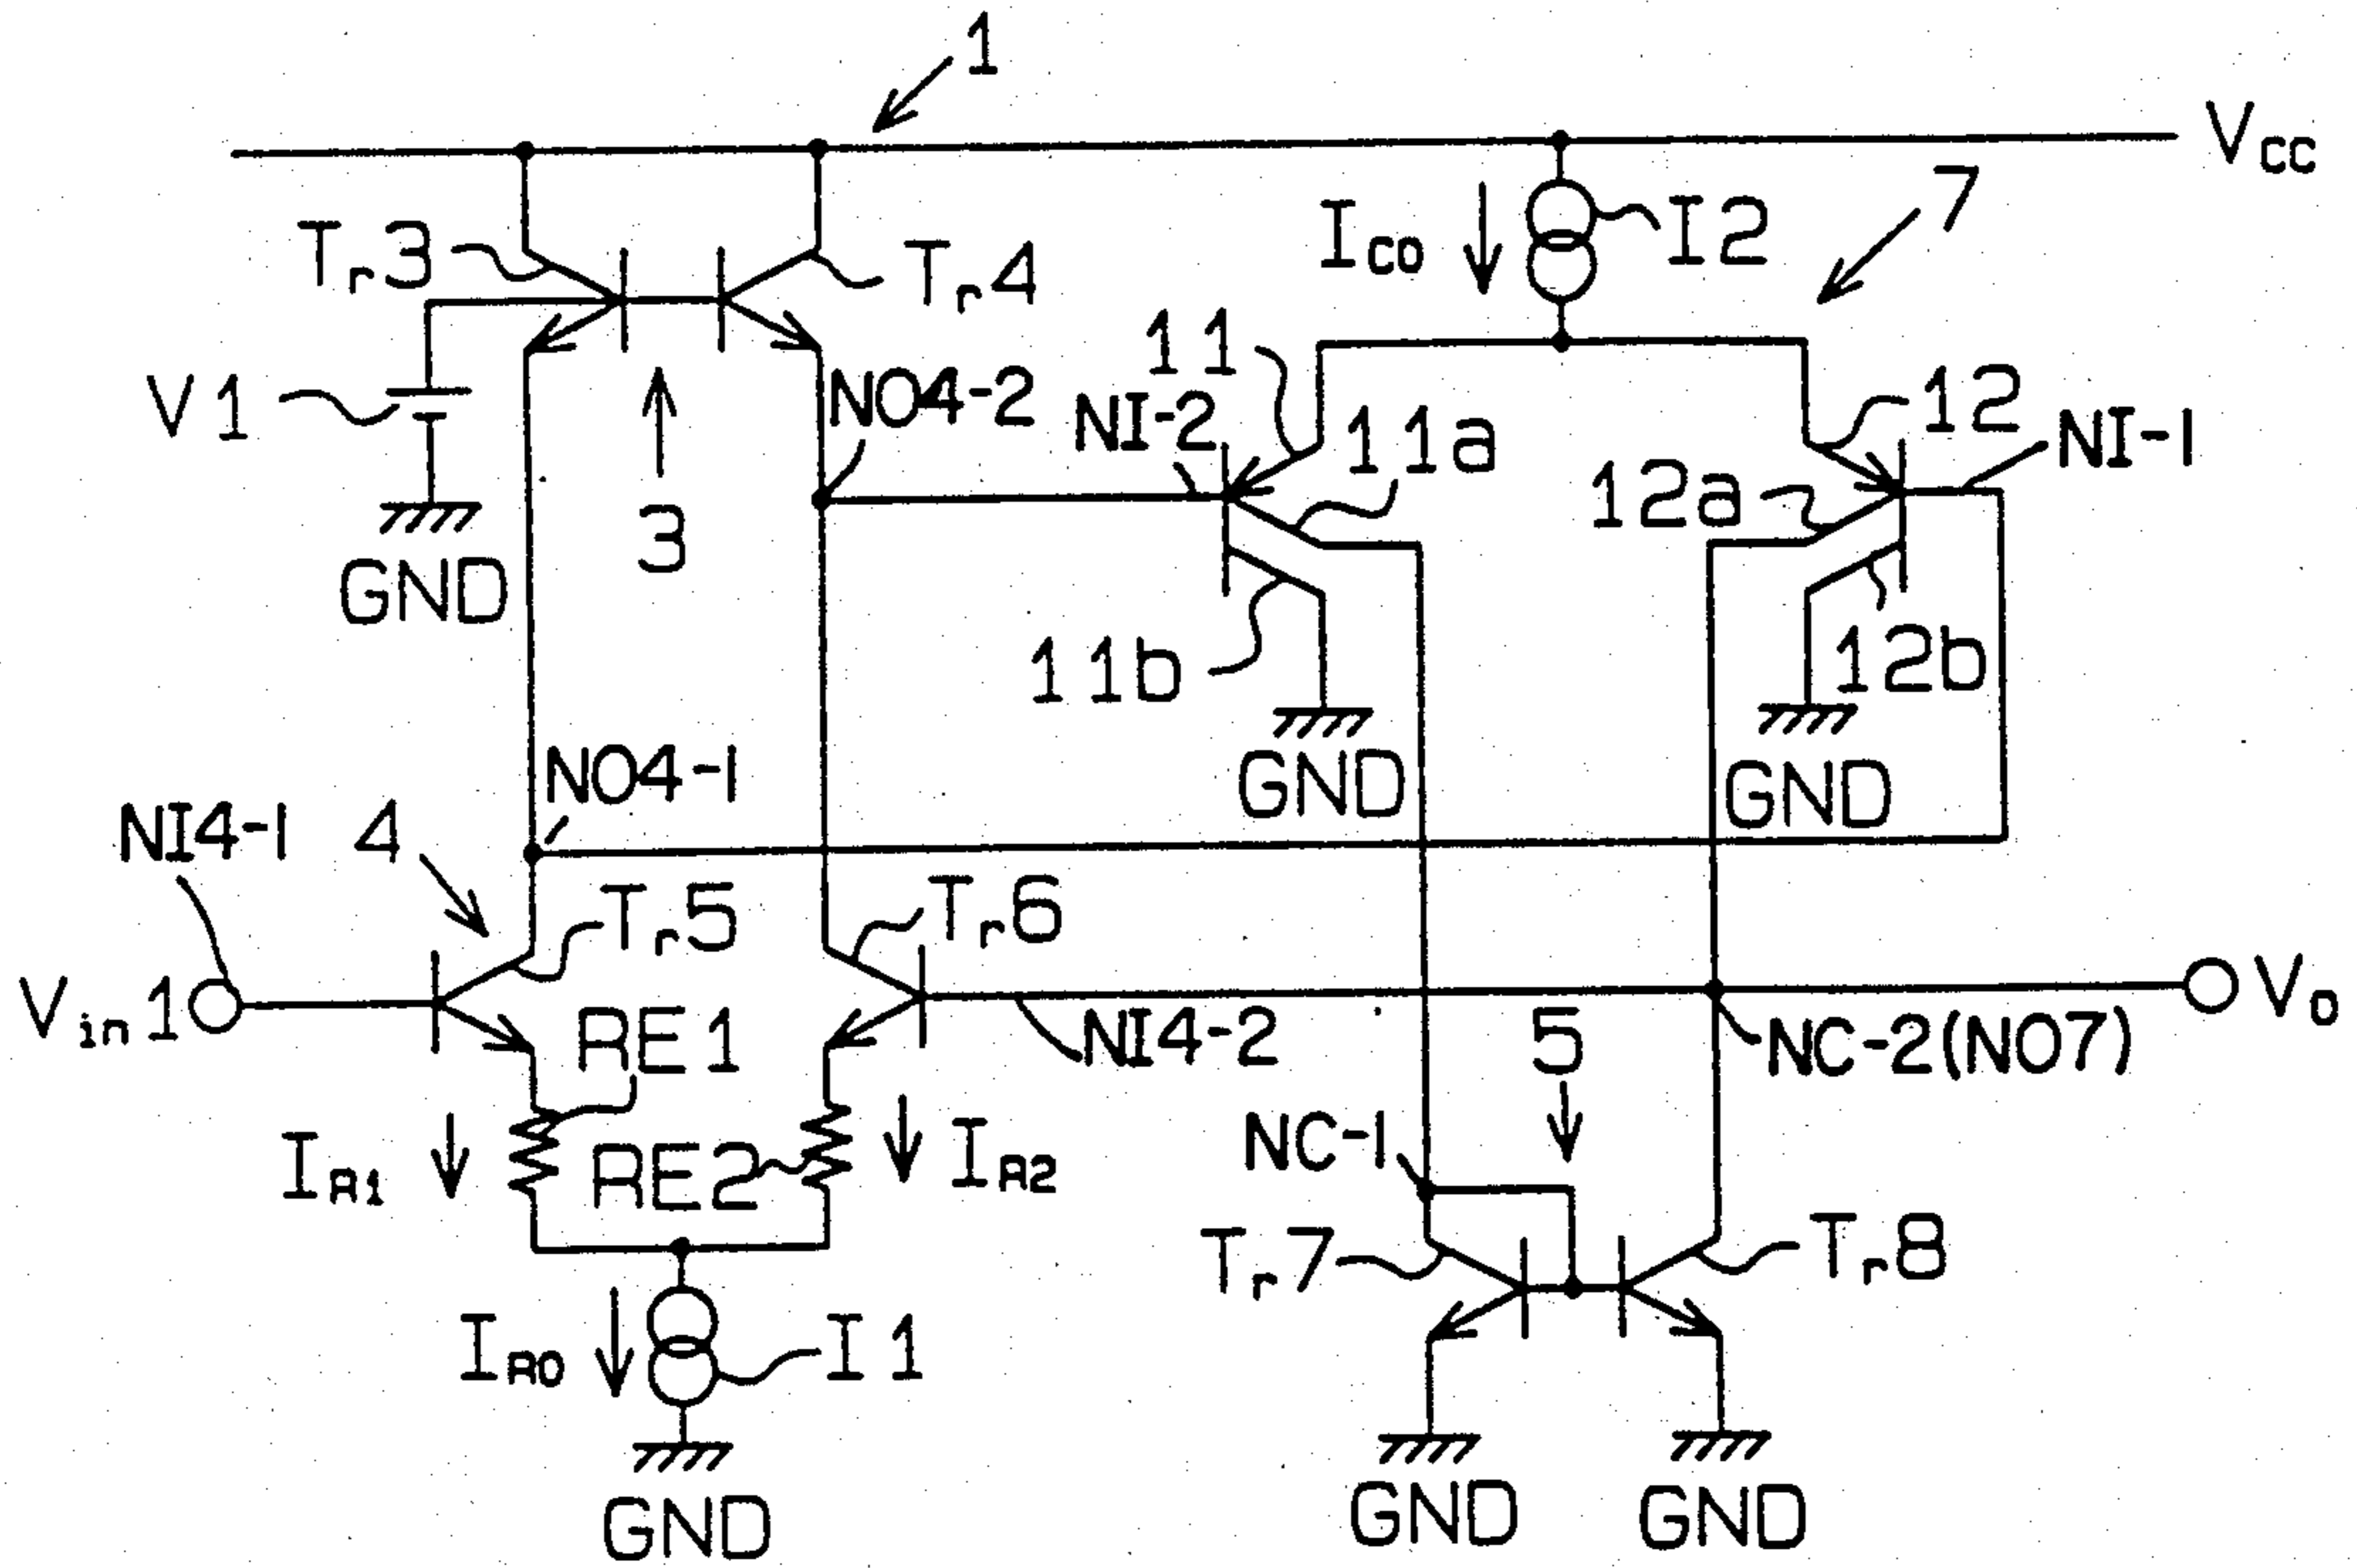 1
Vcc
7
Tr3
Tr4
Ico
I2
V1
3
NO4-2
NI-2
11
11a
12
NI-1
12a
GND
11b
12b
GND
GND
NO4-1
NI4-1
4
Tr5
Tr6
Vin1
RE1
NI4-2
5
NC-2(NO7)
Vo
IR1
RE2
IR2
NC-1
Tr7
Tr8
IR0
I1
GND
GND
GND